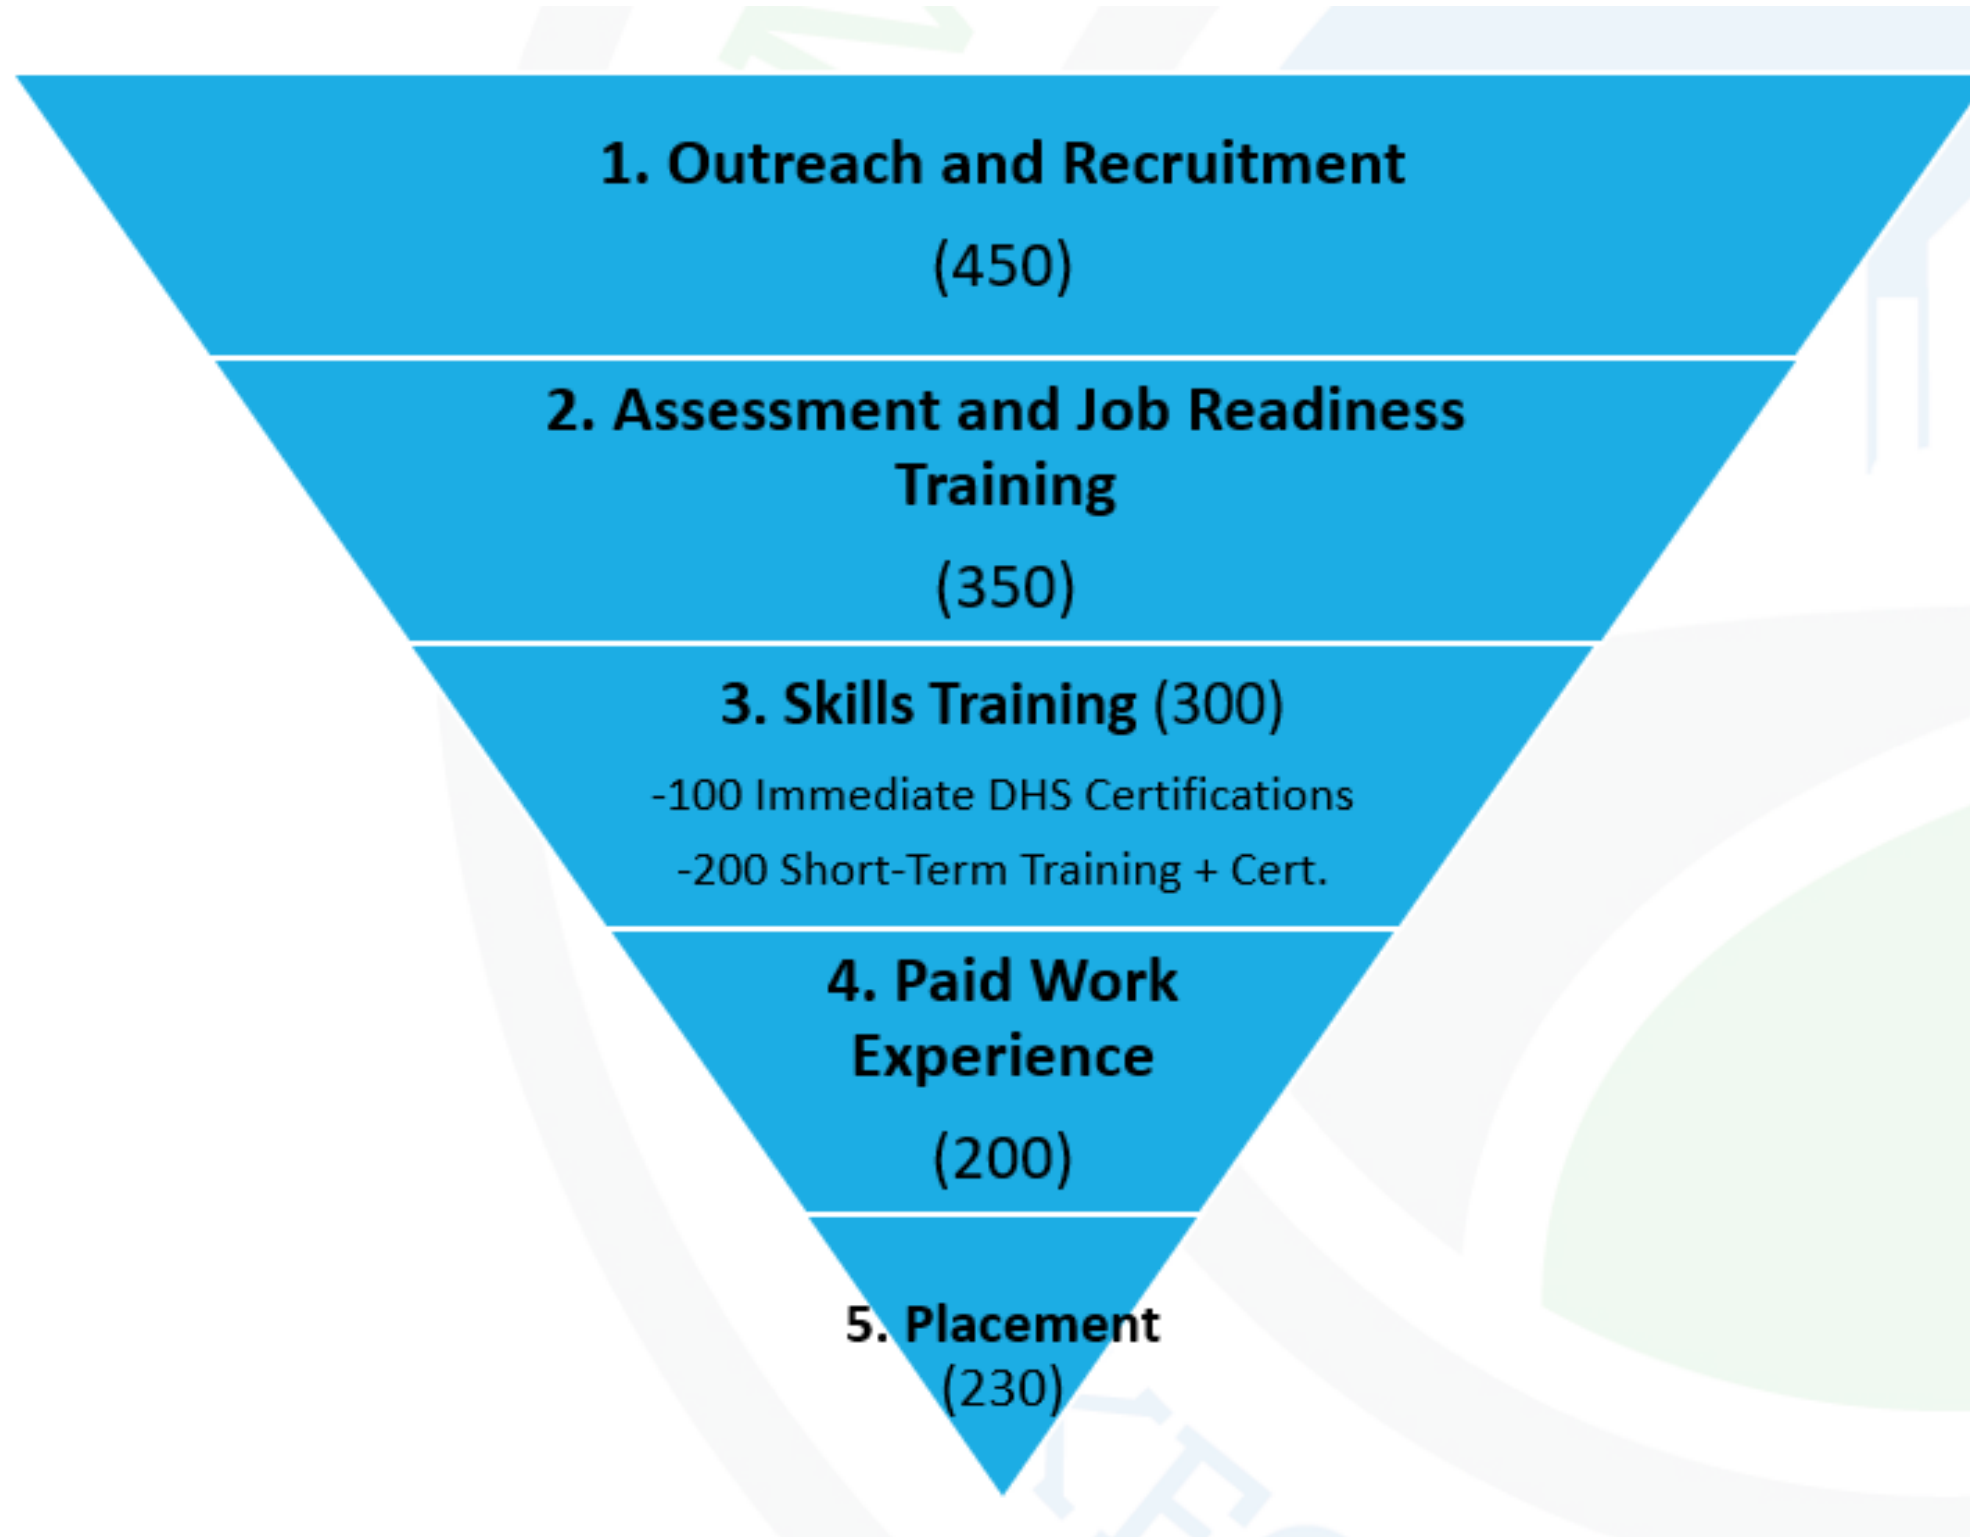 1. Outreach and Recruitment
(450)
2. Assessment and Job Readiness
Training
(350)
3. Skills Training (300)
-100 Immediate DHS Certifications
-200 Short-Term Training + Cert.
4. Paid Work
Experience
(200)
5. Placement
(230)